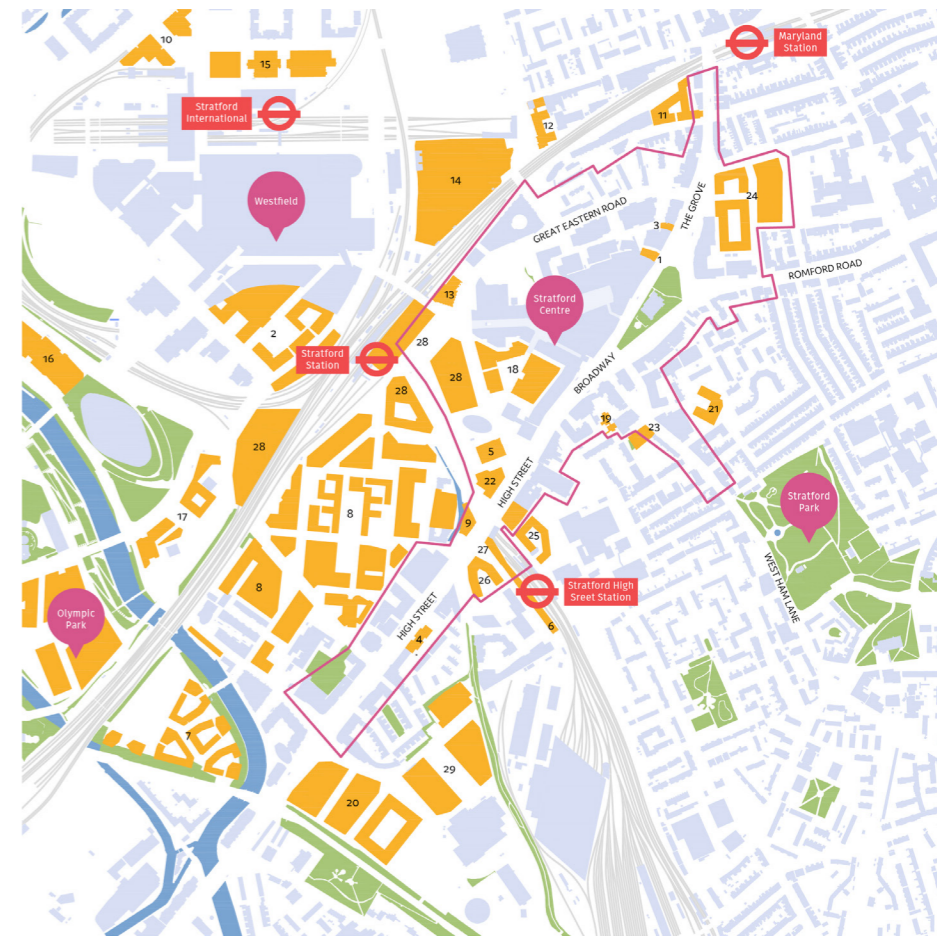 10
Maryland
Station
15
Stratford
International
11
12
14
Westfield
THE GROVE
24
GREAT EASTERN ROAD
3
1
ROMFORD ROAD
13
Stratford
Centre
2
28
Stratford
Station
16
18
28
BROADWAY
28
21
19
23
28
5
HIGH STREET
22
Stratford
Park
17
8
9
25
27
26
8
Stratford High
Sreet Station
WEST HAM LANE
Olympic
Park
HIGH STREET
6
4
7
29
20